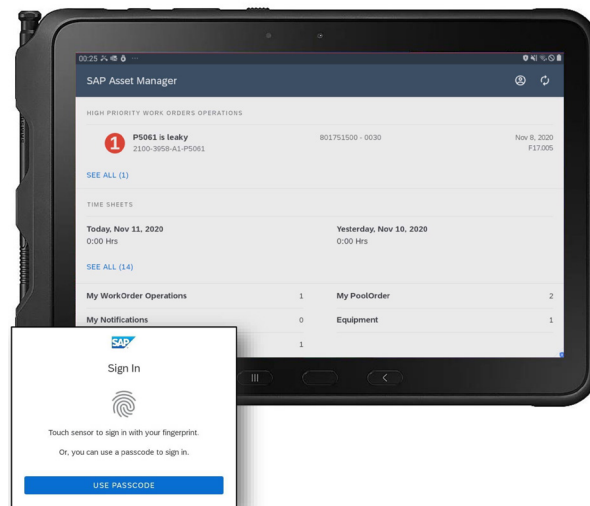 00:25
SAP Asset Manager
HIGH PRIORITY WORK ORDERS OPERATIONS
1
P5061 is leaky
801751500 - 0030
Nov 8, 2020
2100-3958-A1-P5061
F17.005
SEE ALL (1)
TIME SHEETS
Today, Nov 11, 2020
Yesterday, Nov 10, 2020
0:00 Hrs
0:00 Hrs
SEE ALL (14)
My WorkOrder Operations 1
My PoolOrder 2
My Notifications 0
Equipment 1
1
SAP
Sign In
Touch sensor to sign in with your fingerprint.
Or, you can use a passcode to sign in.
USE PASSCODE